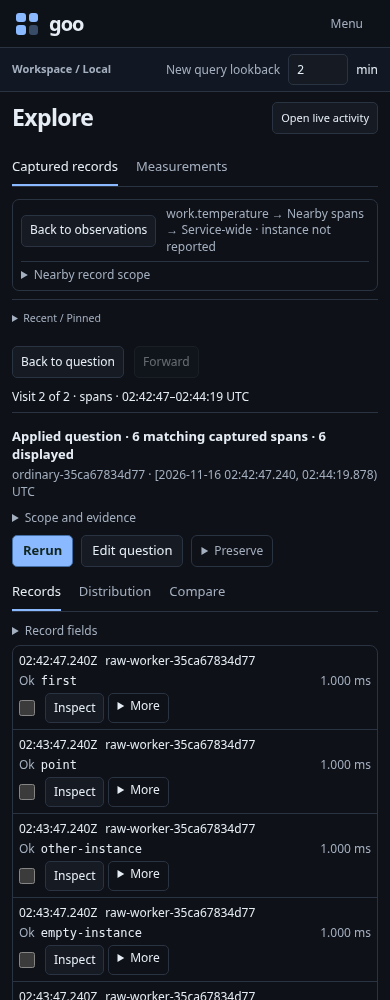 goo
Menu
Workspace / Local
New query lookback 2 min
Explore
Open live activity
Captured records Measurements
Back to observations
work.temperature → Nearby spans
→ Service-wide · instance not
reported
▶ Nearby record scope
▶ Recent / Pinned
Back to question Forward
Visit 2 of 2 · spans · 02:42:47–02:44:19 UTC
Applied question · 6 matching captured spans · 6
displayed
ordinary-35ca67834d77 · [2026-11-16 02:42:47.240, 02:44:19.878)
UTC
▶ Scope and evidence
Rerun Edit question ▶ Preserve
Records Distribution Compare
▶ Record fields
02:42:47.240Z raw-worker-35ca67834d77
Ok first 1.000 ms
Inspect ▶ More
02:43:47.240Z raw-worker-35ca67834d77
Ok point 1.000 ms
Inspect ▶ More
02:43:47.240Z raw-worker-35ca67834d77
Ok other-instance 1.000 ms
Inspect ▶ More
02:43:47.240Z raw-worker-35ca67834d77
Ok empty-instance 1.000 ms
Inspect ▶ More
02:43:47.240Z raw-worker-35ca67834d77